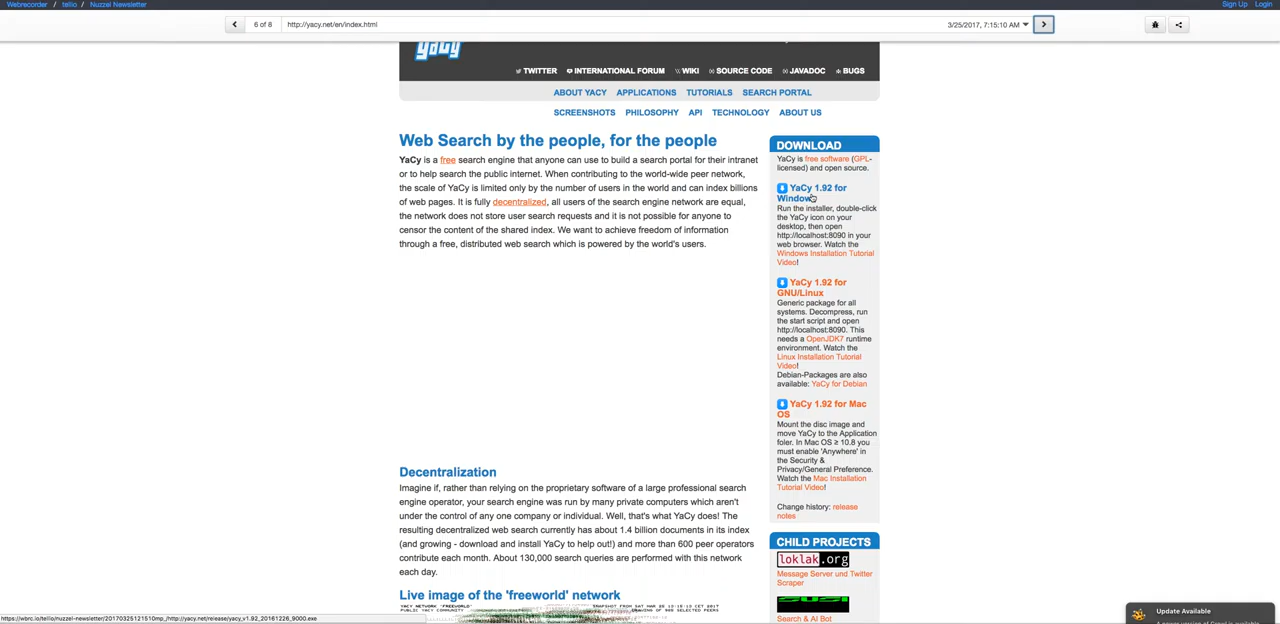 Webrecorder / tellio / Nuzzel Newsletter
Sign Up Login
6 of 8 http://yacy.net/en/index.html 3/25/2017, 7:15:10 AM
YaCy
TWITTER INTERNATIONAL FORUM WIKI SOURCE CODE JAVADOC BUGS
ABOUT YACY APPLICATIONS TUTORIALS SEARCH PORTAL
SCREENSHOTS PHILOSOPHY API TECHNOLOGY ABOUT US
Web Search by the people, for the people
YaCy is a free search engine that anyone can use to build a search portal for their intranet
or to help search the public internet. When contributing to the world-wide peer network,
the scale of YaCy is limited only by the number of users in the world and can index billions
of web pages. It is fully decentralized, all users of the search engine network are equal,
the network does not store user search requests and it is not possible for anyone to
censor the content of the shared index. We want to achieve freedom of information
through a free, distributed web search which is powered by the world's users.
Decentralization
Imagine if, rather than relying on the proprietary software of a large professional search
engine operator, your search engine was run by many private computers which aren't
under the control of any one company or individual. Well, that's what YaCy does! The
resulting decentralized web search currently has about 1.4 billion documents in its index
(and growing - download and install YaCy to help out!) and more than 600 peer operators
contribute each month. About 130,000 search queries are performed with this network
each day.
Live image of the 'freeworld' network
YACY NETWORK 'FREEWORLD'
PUBLIC YACY COMMUNITY
DOWNLOAD
YaCy is free software (GPL-
licensed) and open source.
YaCy 1.92 for
Windows
Run the installer, double-click
the YaCy icon on your
desktop, then open
http://localhost:8090 in your
web browser. Watch the
Windows Installation Tutorial
Video!
YaCy 1.92 for
GNU/Linux
Generic package for all
systems. Decompress, run
the start script and open
http://localhost:8090. This
needs a OpenJDK7 runtime
environment. Watch the
Linux Installation Tutorial
Video!
Debian-Packages are also
available: YaCy for Debian
YaCy 1.92 for Mac
OS
Mount the disc image and
move YaCy to the Application
foler. In Mac OS ≥ 10.8 you
must enable 'Anywhere' in
the Security &
Privacy/General Preference.
Watch the Mac Installation
Tutorial Video!
Change history: release
notes
CHILD PROJECTS
loklak.org
Message Server und Twitter
Scraper
Search & AI Bot
Update Available